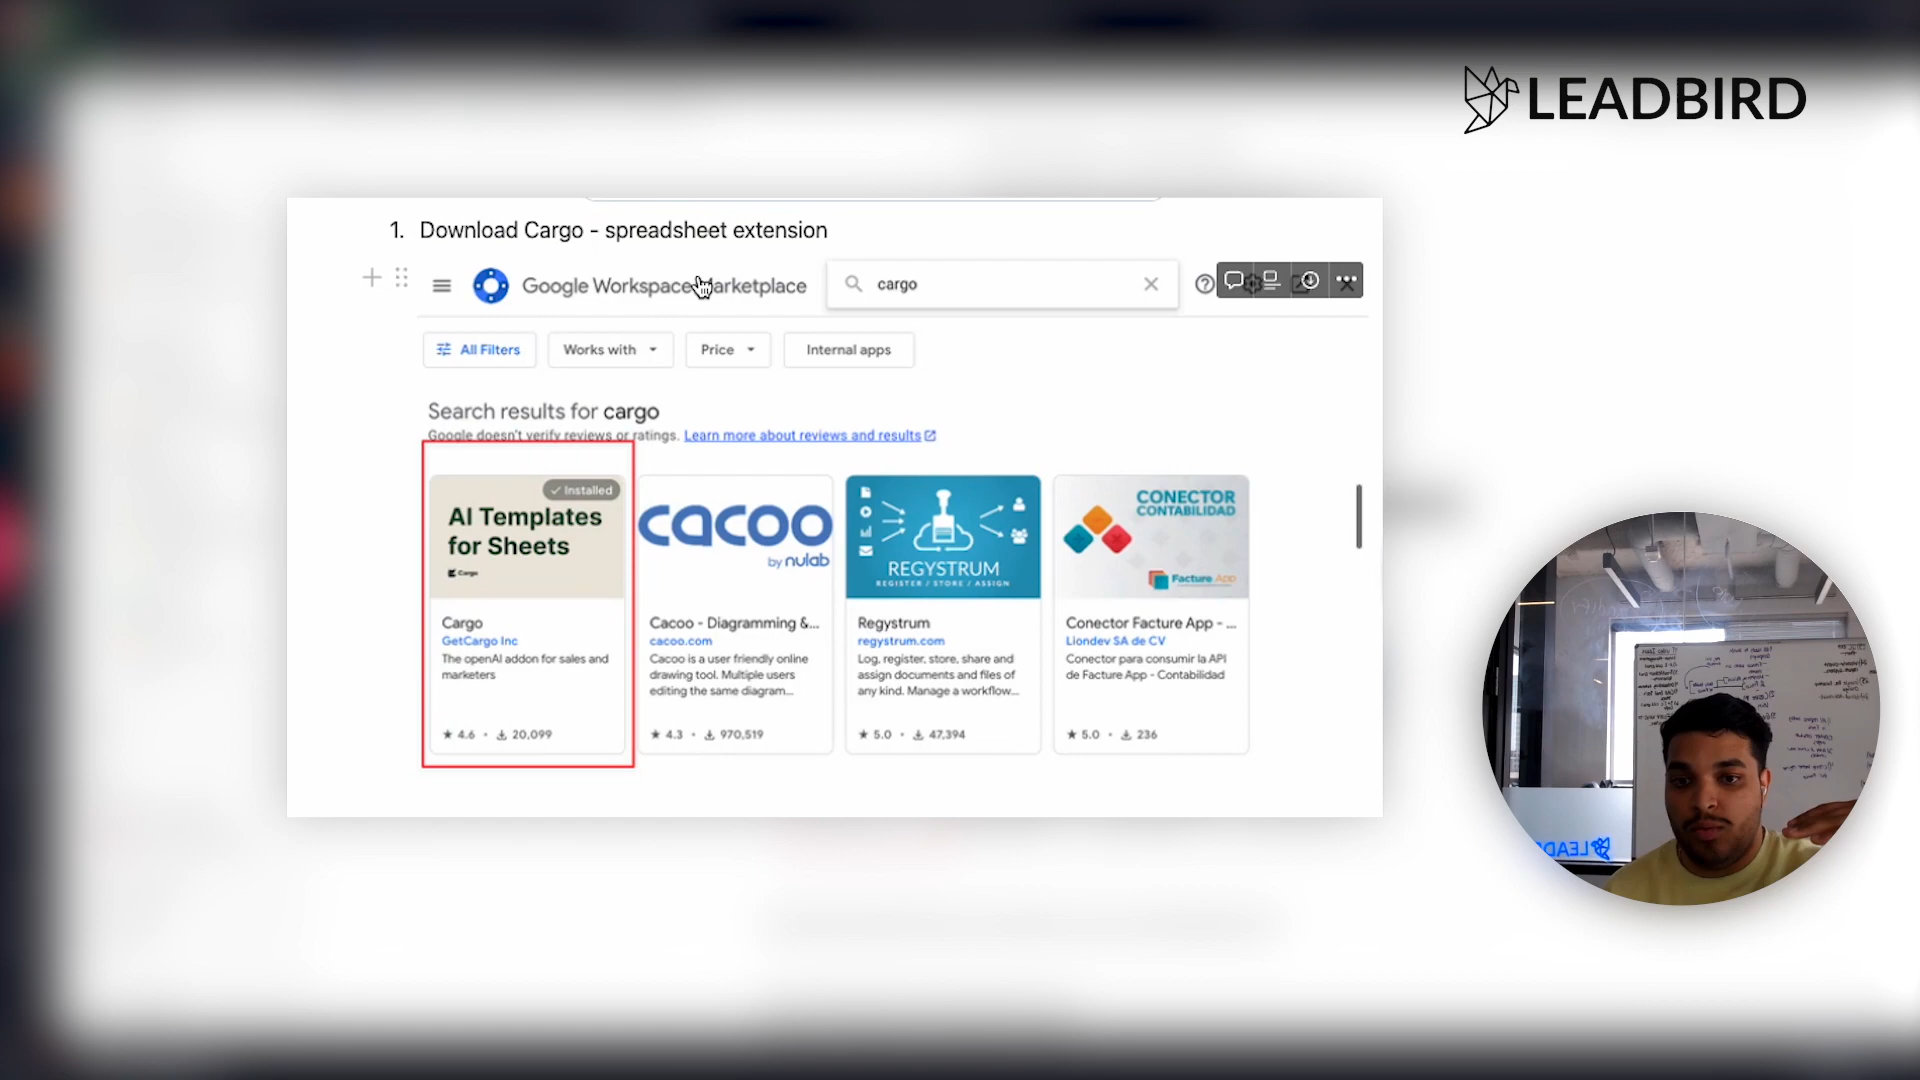 LEADBIRD
1. Download Cargo - spreadsheet extension
Google Workspace Marketplace
cargo
All Filters
Works with
Price
Internal apps
Search results for cargo
Google doesn't verify reviews or ratings. Learn more about reviews and results
Installed
AI Templates
for Sheets
Cargo
Cargo
GetCargo Inc
The openAI addon for sales and
marketers
4.6 • 20,099
cacoo
by nulab
Cacoo - Diagramming &...
cacoo.com
Cacoo is a user friendly online
drawing tool. Multiple users
editing the same diagram...
4.3 • 970,519
REGYSTRUM
REGISTER / STORE / ASSIGN
Regystrum
regystrum.com
Log, register, store, share and
assign documents and files of
any kind. Manage a workflow...
5.0 • 47,394
CONECTOR
CONTABILIDAD
Facture App
Conector Facture App - ...
Liondev SA de CV
Conector para consumir la API
de Facture App - Contabilidad
5.0 • 236
LEAD